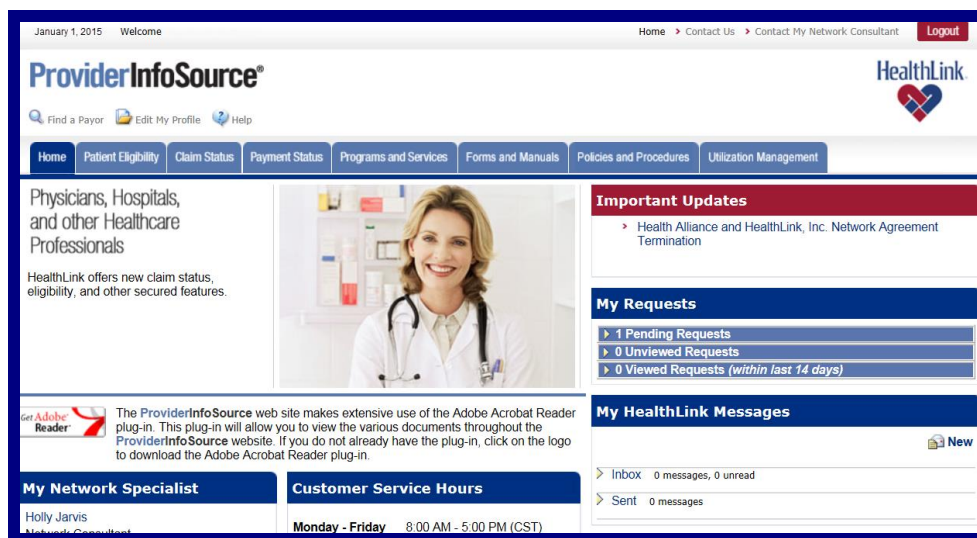 January 1, 2015 Welcome
Home > Contact Us > Contact My Network Consultant Logout
ProviderInfoSource®
HealthLink
Find a Payor Edit My Profile Help
Home Patient Eligibility Claim Status Payment Status Programs and Services Forms and Manuals Policies and Procedures Utilization Management
Physicians, Hospitals,
and other Healthcare
Professionals
HealthLink offers new claim status,
eligibility, and other secured features.
Important Updates
Health Alliance and HealthLink, Inc. Network Agreement
Termination
My Requests
1 Pending Requests
0 Unviewed Requests
0 Viewed Requests (within last 14 days)
Get Adobe
Reader
The ProviderInfoSource web site makes extensive use of the Adobe Acrobat Reader
plug-in. This plug-in will allow you to view the various documents throughout the
ProviderInfoSource website. If you do not already have the plug-in, click on the logo
to download the Adobe Acrobat Reader plug-in.
My HealthLink Messages
New
Inbox 0 messages, 0 unread
Sent 0 messages
My Network Specialist
Holly Jarvis
Network Consultant
Customer Service Hours
Monday - Friday 8:00 AM - 5:00 PM (CST)